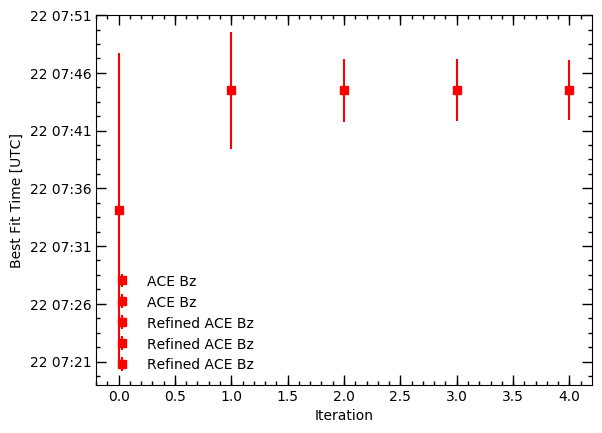 22 07:51
22 07:46
22 07:41
22 07:36
22 07:31
22 07:26
22 07:21
Best Fit Time [UTC]
ACE Bz
ACE Bz
Refined ACE Bz
Refined ACE Bz
Refined ACE Bz
0.0 0.5 1.0 1.5 2.0 2.5 3.0 3.5 4.0
Iteration